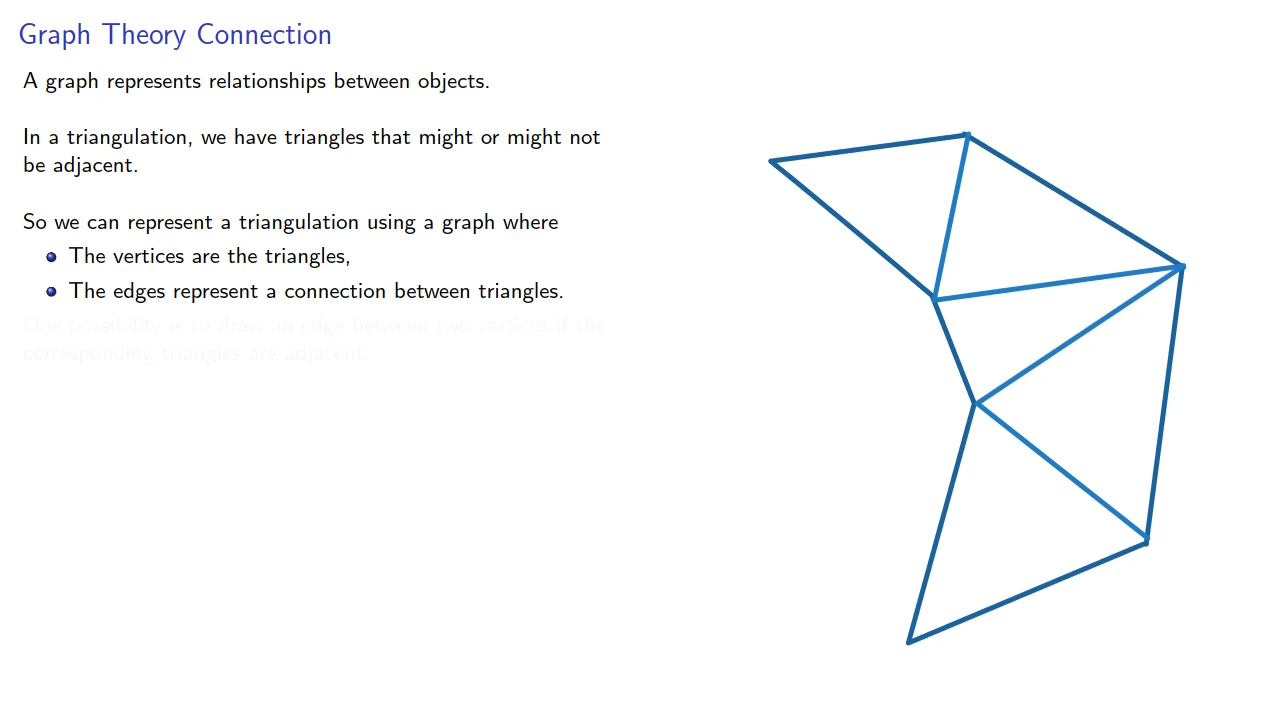 Graph Theory Connection
A graph represents relationships between objects.
In a triangulation, we have triangles that might or might not
be adjacent.
So we can represent a triangulation using a graph where
The vertices are the triangles,
The edges represent a connection between triangles.
One possibility is to draw an edge between two vertices if the
corresponding triangles are adjacent.